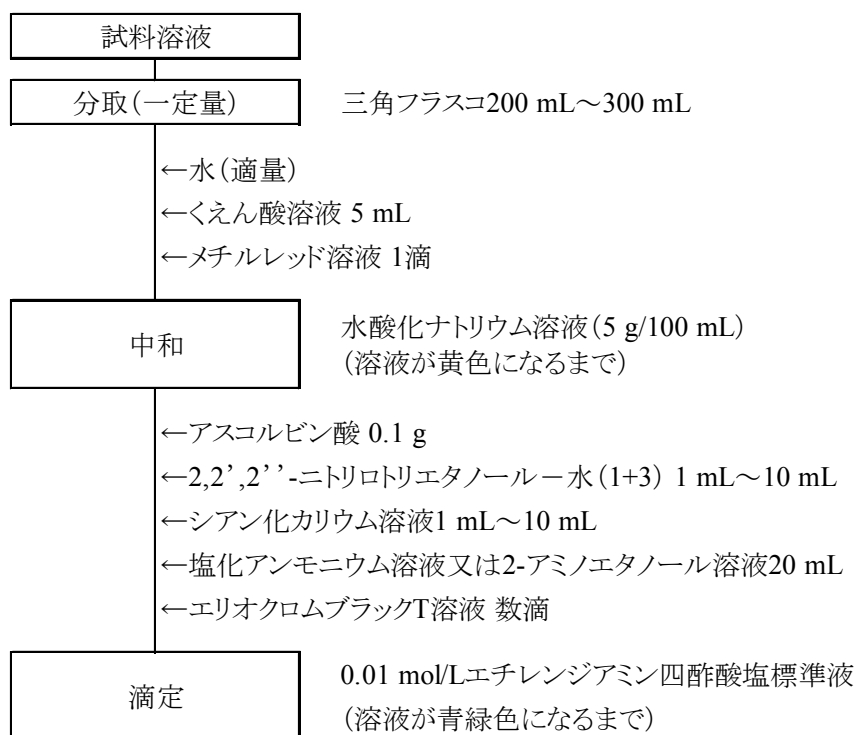 試料溶液
分取（一定量） 三角フラスコ200 mL～300 mL
←水（適量）
←くえん酸溶液 5 mL
←メチルレッド溶液 1滴
中和 水酸化ナトリウム溶液（5 g/100 mL）
（溶液が黄色になるまで）
←アスコルビン酸 0.1 g
←2,2’,2’’-ニトリロトリエタノール－水（1+3） 1 mL～10 mL
←シアン化カリウム溶液1 mL～10 mL
←塩化アンモニウム溶液又は2-アミノエタノール溶液20 mL
←エリオクロムブラックT溶液 数滴
滴定 0.01 mol/Lエチレンジアミン四酢酸塩標準液
（溶液が青緑色になるまで）